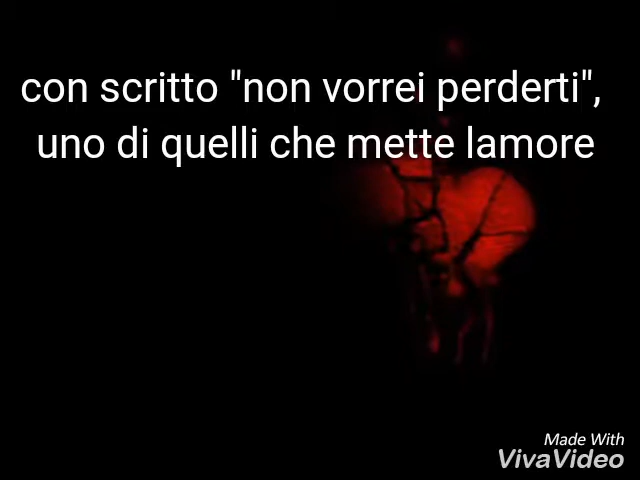 con scritto "non vorrei perderti",
uno di quelli che mette lamore
Made With
VivaVideo